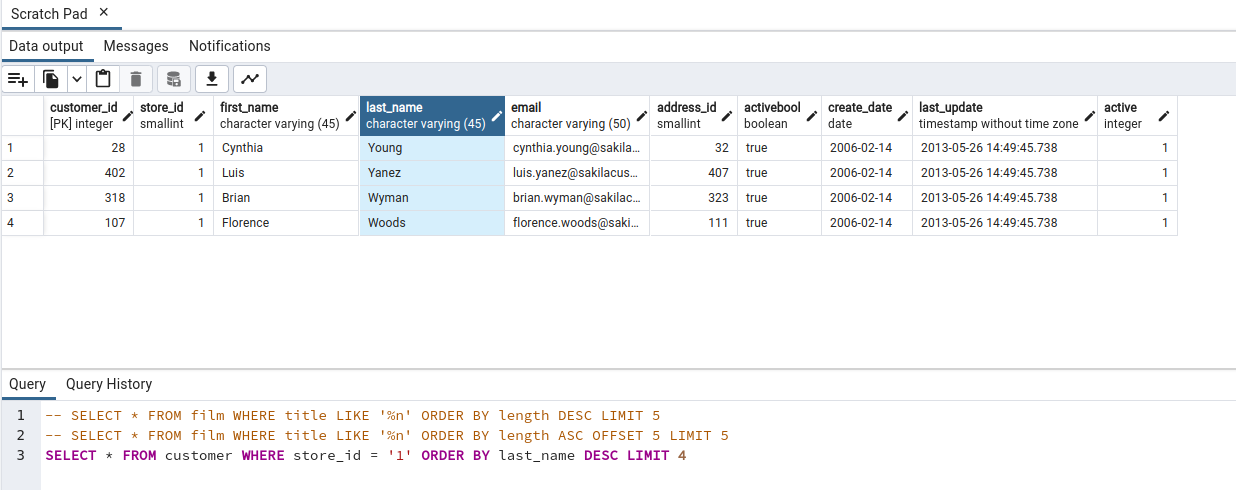 Scratch Pad ×
Data output Messages Notifications
customer_id store_id first_name last_name email address_id activebool create_date last_update active
[PK] integer smallint character varying (45) character varying (45) character varying (50) smallint boolean date timestamp without time zone integer
1 28 1 Cynthia Young cynthia.young@sakila... 32 true 2006-02-14 2013-05-26 14:49:45.738 1
2 402 1 Luis Yanez luis.yanez@sakilacus... 407 true 2006-02-14 2013-05-26 14:49:45.738 1
3 318 1 Brian Wyman brian.wyman@sakilac... 323 true 2006-02-14 2013-05-26 14:49:45.738 1
4 107 1 Florence Woods florence.woods@saki... 111 true 2006-02-14 2013-05-26 14:49:45.738 1
Query Query History
1 -- SELECT * FROM film WHERE title LIKE '%n' ORDER BY length DESC LIMIT 5
2 -- SELECT * FROM film WHERE title LIKE '%n' ORDER BY length ASC OFFSET 5 LIMIT 5
3 SELECT * FROM customer WHERE store_id = '1' ORDER BY last_name DESC LIMIT 4